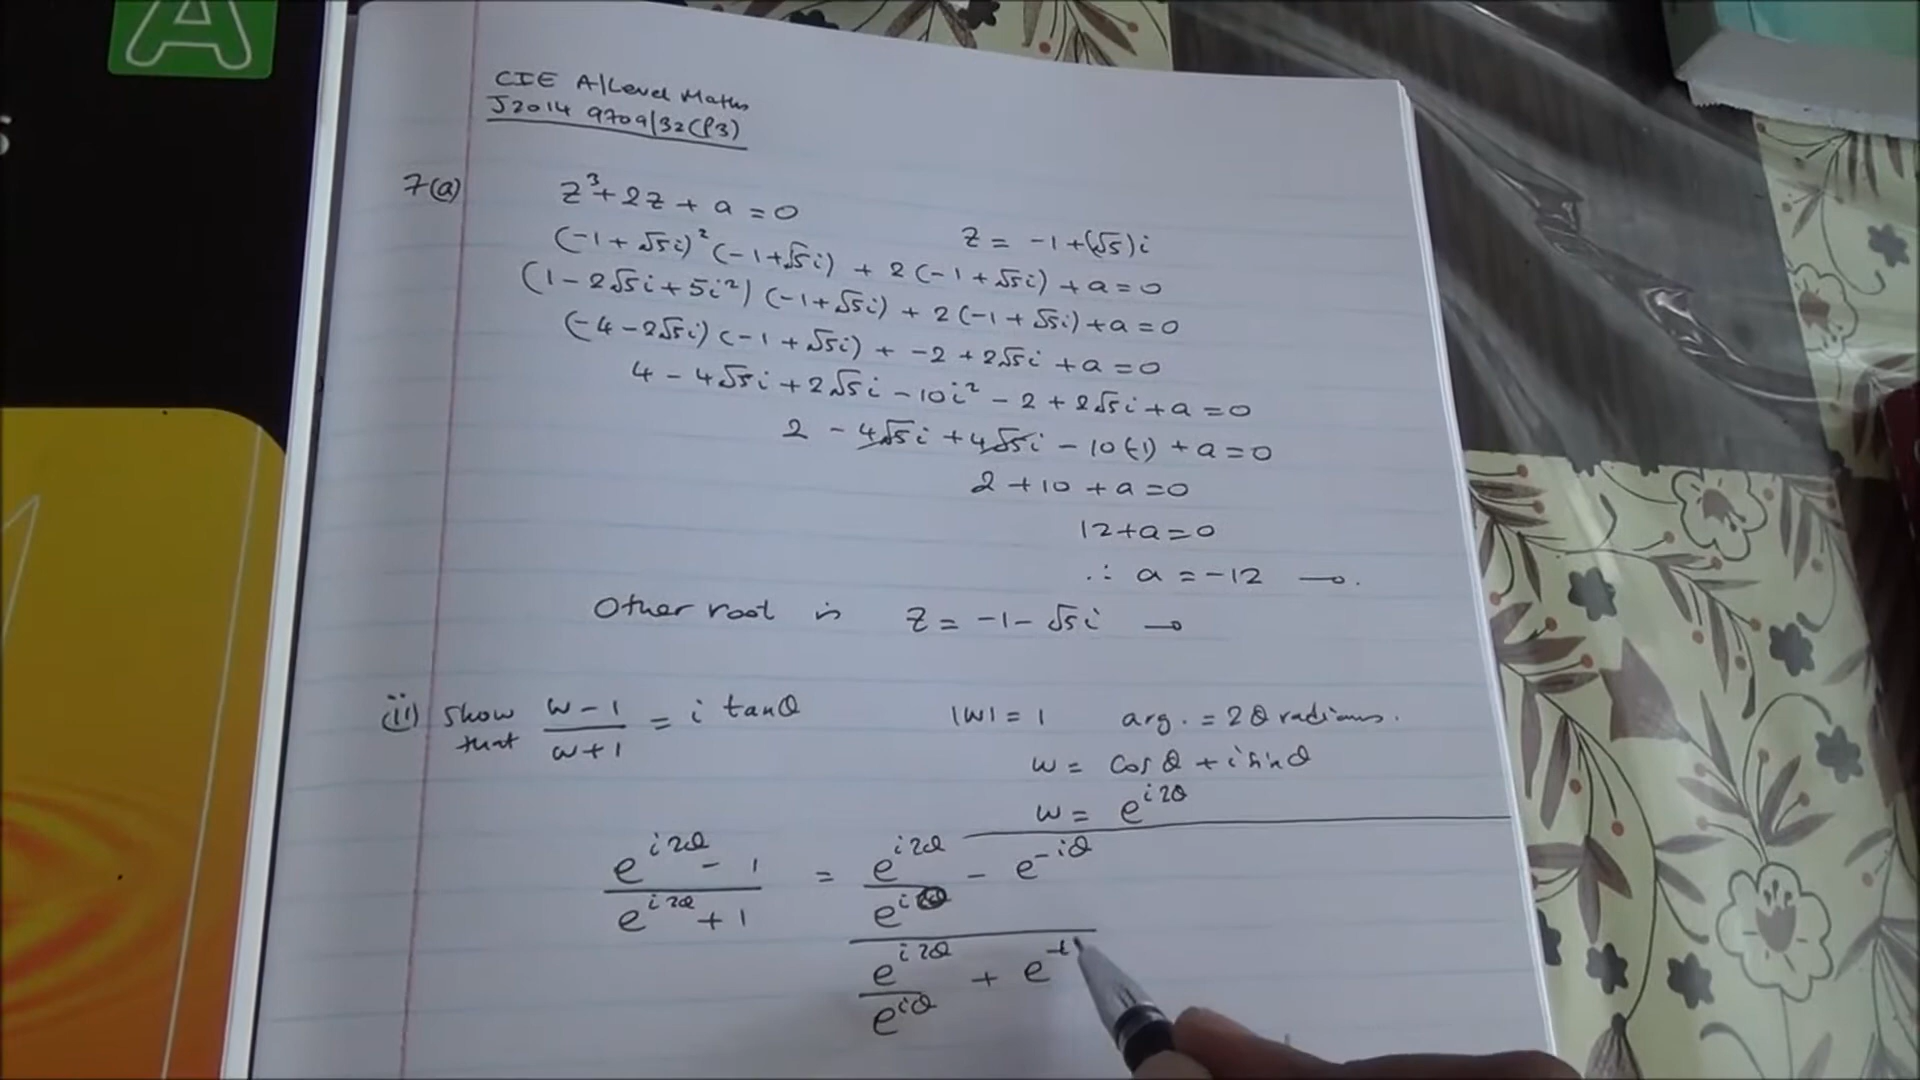 A
CIE A/Level Maths
J2014 9709/32(P3)
7(a) z³ + 2z + a = 0
z = -1 + (√5)i
(-1 + √5i)² (-1 + √5i) + 2(-1 + √5i) + a = 0
(1 - 2√5i + 5i²) (-1 + √5i) + 2(-1 + √5i) + a = 0
(-4 - 2√5i) (-1 + √5i) + -2 + 2√5i + a = 0
4 - 4√5i + 2√5i - 10i² - 2 + 2√5i + a = 0
2 - 4√5i + 4√5i - 10(-1) + a = 0
2 + 10 + a = 0
12 + a = 0
∴ a = -12
Other root is z = -1 - √5i
(ii) Show that (w - 1)/(w + 1) = i tanθ
|w| = 1 arg. = 2θ radians.
w = cosθ + i sinθ
w = e^(i2θ)
(e^(i2θ) - 1)/(e^(i2θ) + 1) = (e^(i2θ)/e^(iθ) - e^(-iθ))/(e^(i2θ)/e^(iθ) + e^(-i